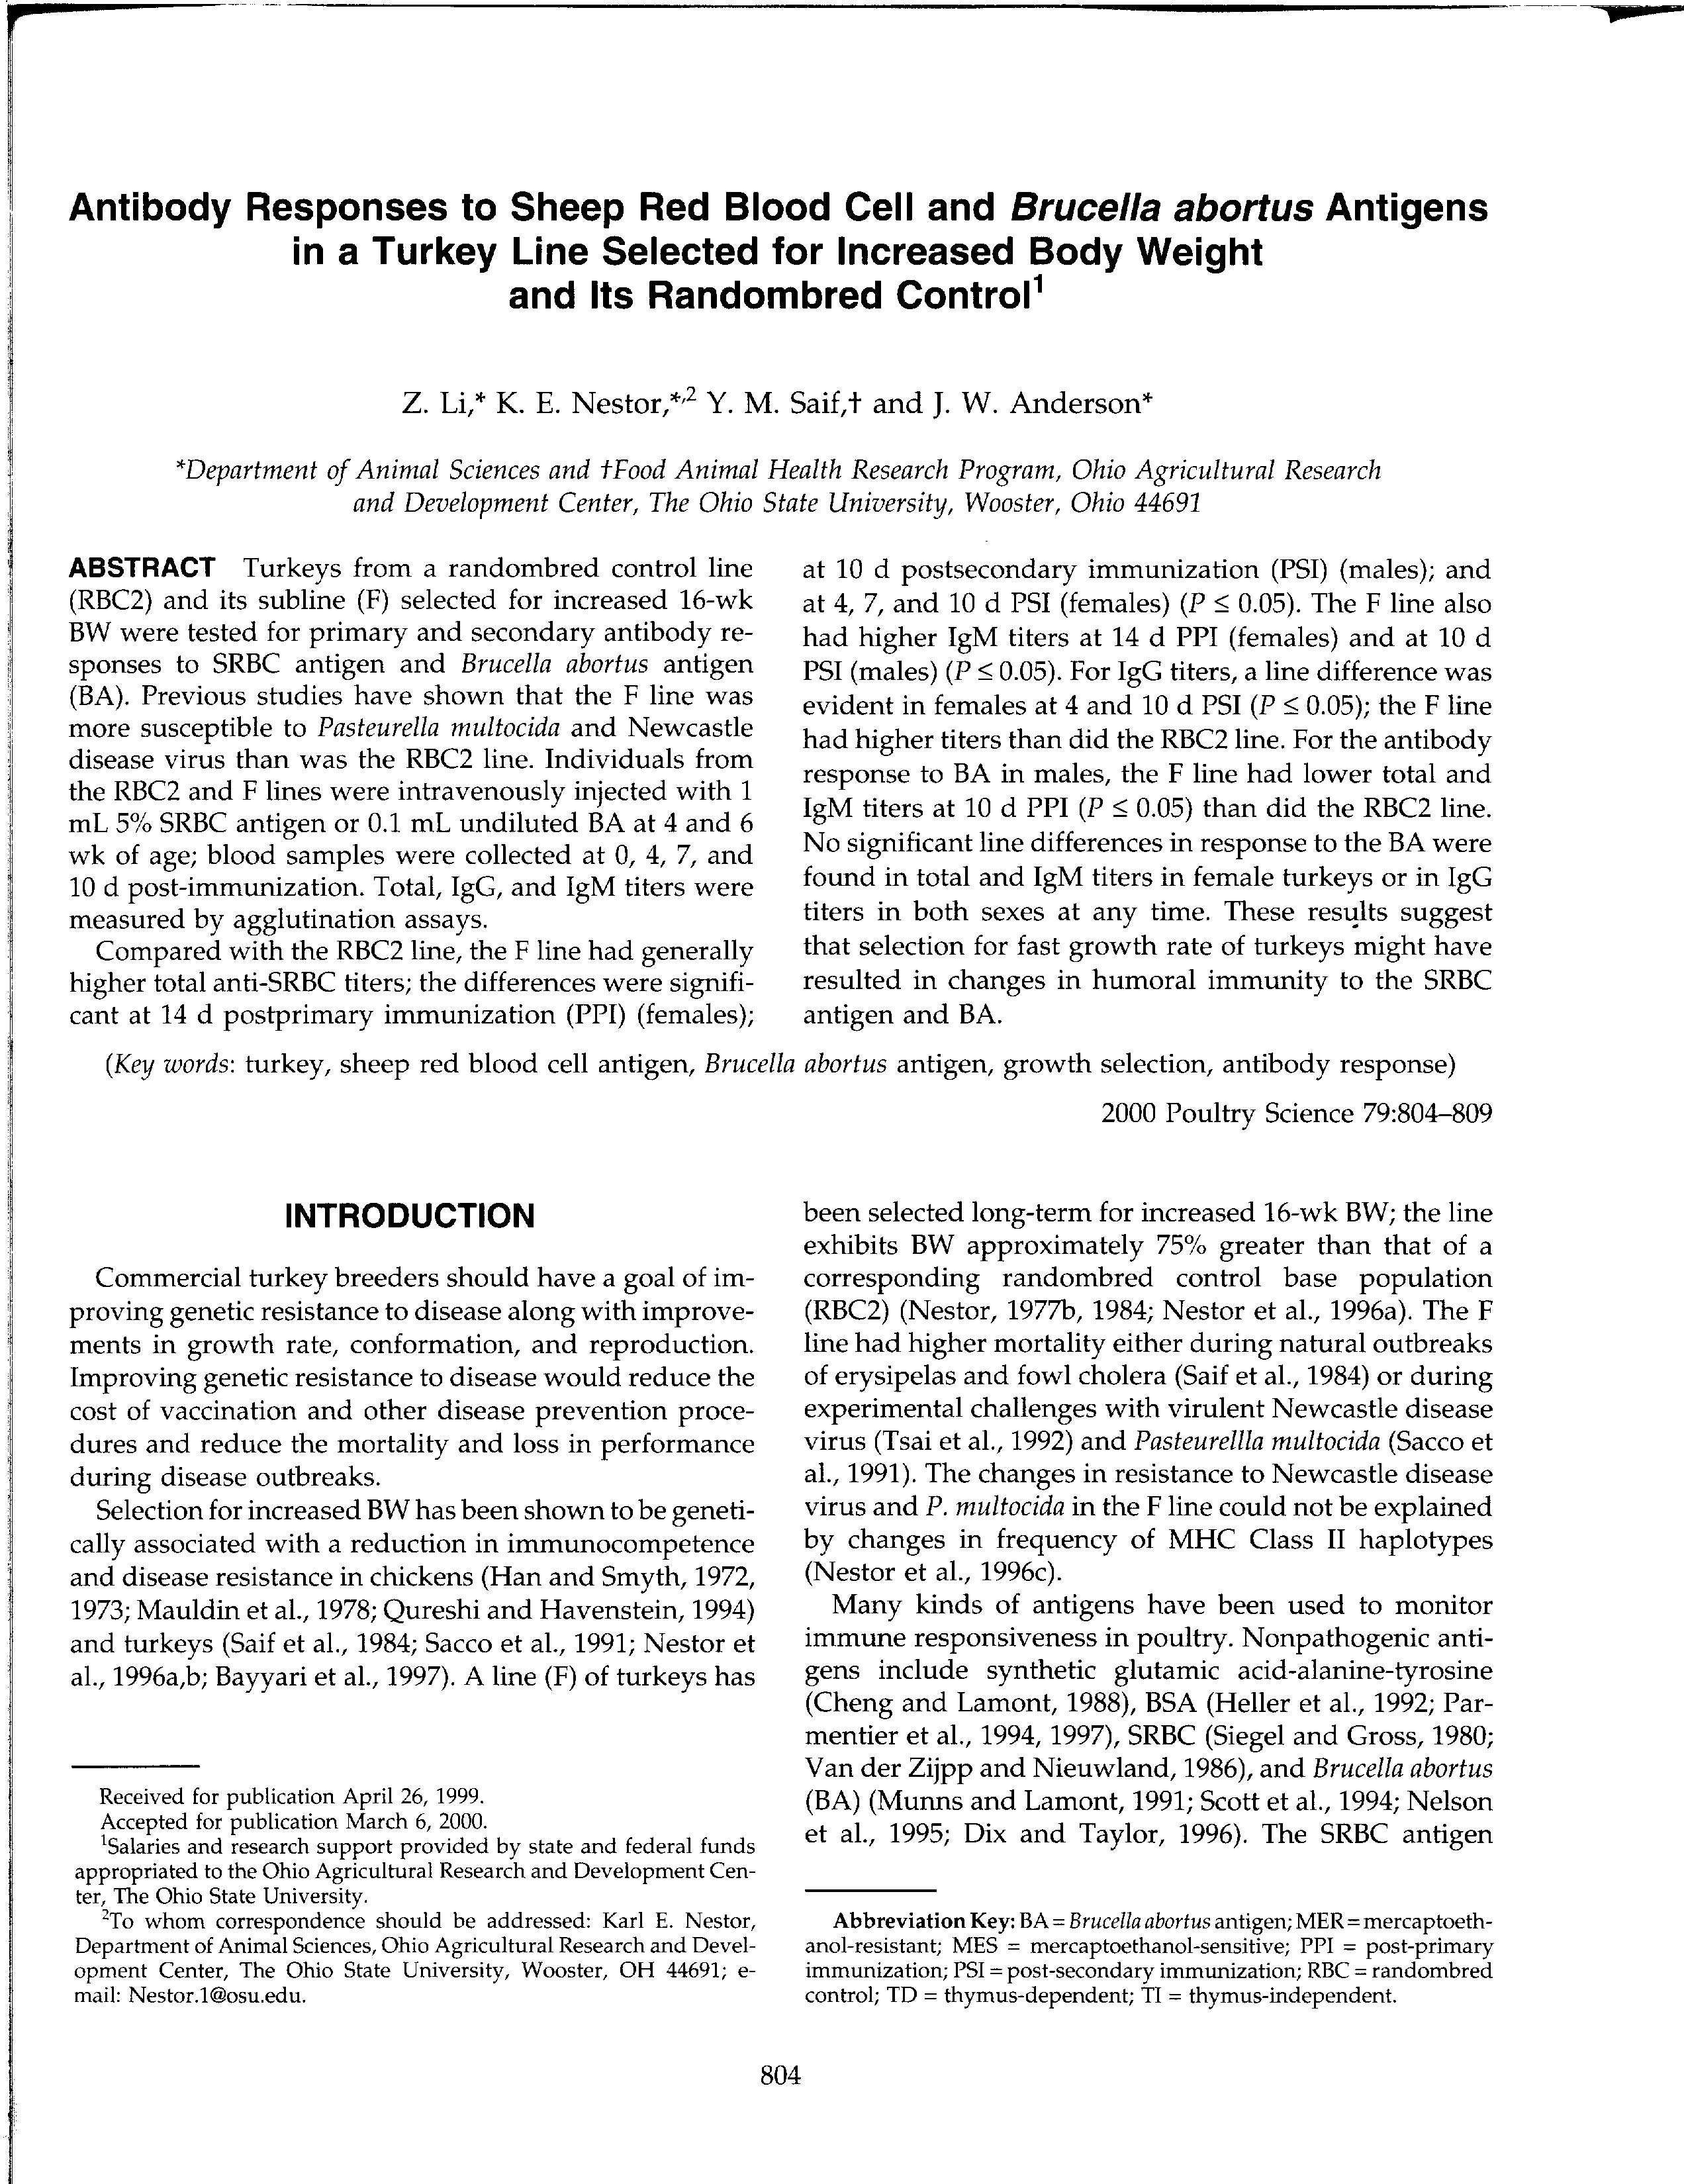 Antibody Responses to Sheep Red Blood Cell and Brucella abortus Antigens
in a Turkey Line Selected for Increased Body Weight
and Its Randombred Control¹
Z. Li,* K. E. Nestor,*,² Y. M. Saif,† and J. W. Anderson*
*Department of Animal Sciences and †Food Animal Health Research Program, Ohio Agricultural Research
and Development Center, The Ohio State University, Wooster, Ohio 44691
ABSTRACT Turkeys from a randombred control line
(RBC2) and its subline (F) selected for increased 16-wk
BW were tested for primary and secondary antibody re-
sponses to SRBC antigen and Brucella abortus antigen
(BA). Previous studies have shown that the F line was
more susceptible to Pasteurella multocida and Newcastle
disease virus than was the RBC2 line. Individuals from
the RBC2 and F lines were intravenously injected with 1
mL 5% SRBC antigen or 0.1 mL undiluted BA at 4 and 6
wk of age; blood samples were collected at 0, 4, 7, and
10 d post-immunization. Total, IgG, and IgM titers were
measured by agglutination assays.
Compared with the RBC2 line, the F line had generally
higher total anti-SRBC titers; the differences were signifi-
cant at 14 d postprimary immunization (PPI) (females);
at 10 d postsecondary immunization (PSI) (males); and
at 4, 7, and 10 d PSI (females) (P ≤ 0.05). The F line also
had higher IgM titers at 14 d PPI (females) and at 10 d
PSI (males) (P ≤ 0.05). For IgG titers, a line difference was
evident in females at 4 and 10 d PSI (P ≤ 0.05); the F line
had higher titers than did the RBC2 line. For the antibody
response to BA in males, the F line had lower total and
IgM titers at 10 d PPI (P ≤ 0.05) than did the RBC2 line.
No significant line differences in response to the BA were
found in total and IgM titers in female turkeys or in IgG
titers in both sexes at any time. These results suggest
that selection for fast growth rate of turkeys might have
resulted in changes in humoral immunity to the SRBC
antigen and BA.
(Key words: turkey, sheep red blood cell antigen, Brucella abortus antigen, growth selection, antibody response)
2000 Poultry Science 79:804–809
INTRODUCTION
Commercial turkey breeders should have a goal of im-
proving genetic resistance to disease along with improve-
ments in growth rate, conformation, and reproduction.
Improving genetic resistance to disease would reduce the
cost of vaccination and other disease prevention proce-
dures and reduce the mortality and loss in performance
during disease outbreaks.
Selection for increased BW has been shown to be geneti-
cally associated with a reduction in immunocompetence
and disease resistance in chickens (Han and Smyth, 1972,
1973; Mauldin et al., 1978; Qureshi and Havenstein, 1994)
and turkeys (Saif et al., 1984; Sacco et al., 1991; Nestor et
al., 1996a,b; Bayyari et al., 1997). A line (F) of turkeys has
Received for publication April 26, 1999.
Accepted for publication March 6, 2000.
¹Salaries and research support provided by state and federal funds
appropriated to the Ohio Agricultural Research and Development Cen-
ter, The Ohio State University.
²To whom correspondence should be addressed: Karl E. Nestor,
Department of Animal Sciences, Ohio Agricultural Research and Devel-
opment Center, The Ohio State University, Wooster, OH 44691; e-
mail: Nestor.1@osu.edu.
been selected long-term for increased 16-wk BW; the line
exhibits BW approximately 75% greater than that of a
corresponding randombred control base population
(RBC2) (Nestor, 1977b, 1984; Nestor et al., 1996a). The F
line had higher mortality either during natural outbreaks
of erysipelas and fowl cholera (Saif et al., 1984) or during
experimental challenges with virulent Newcastle disease
virus (Tsai et al., 1992) and Pasteurellla multocida (Sacco et
al., 1991). The changes in resistance to Newcastle disease
virus and P. multocida in the F line could not be explained
by changes in frequency of MHC Class II haplotypes
(Nestor et al., 1996c).
Many kinds of antigens have been used to monitor
immune responsiveness in poultry. Nonpathogenic anti-
gens include synthetic glutamic acid-alanine-tyrosine
(Cheng and Lamont, 1988), BSA (Heller et al., 1992; Par-
mentier et al., 1994, 1997), SRBC (Siegel and Gross, 1980;
Van der Zijpp and Nieuwland, 1986), and Brucella abortus
(BA) (Munns and Lamont, 1991; Scott et al., 1994; Nelson
et al., 1995; Dix and Taylor, 1996). The SRBC antigen
Abbreviation Key: BA = Brucella abortus antigen; MER = mercaptoeth-
anol-resistant; MES = mercaptoethanol-sensitive; PPI = post-primary
immunization; PSI = post-secondary immunization; RBC = randombred
control; TD = thymus-dependent; TI = thymus-independent.
804